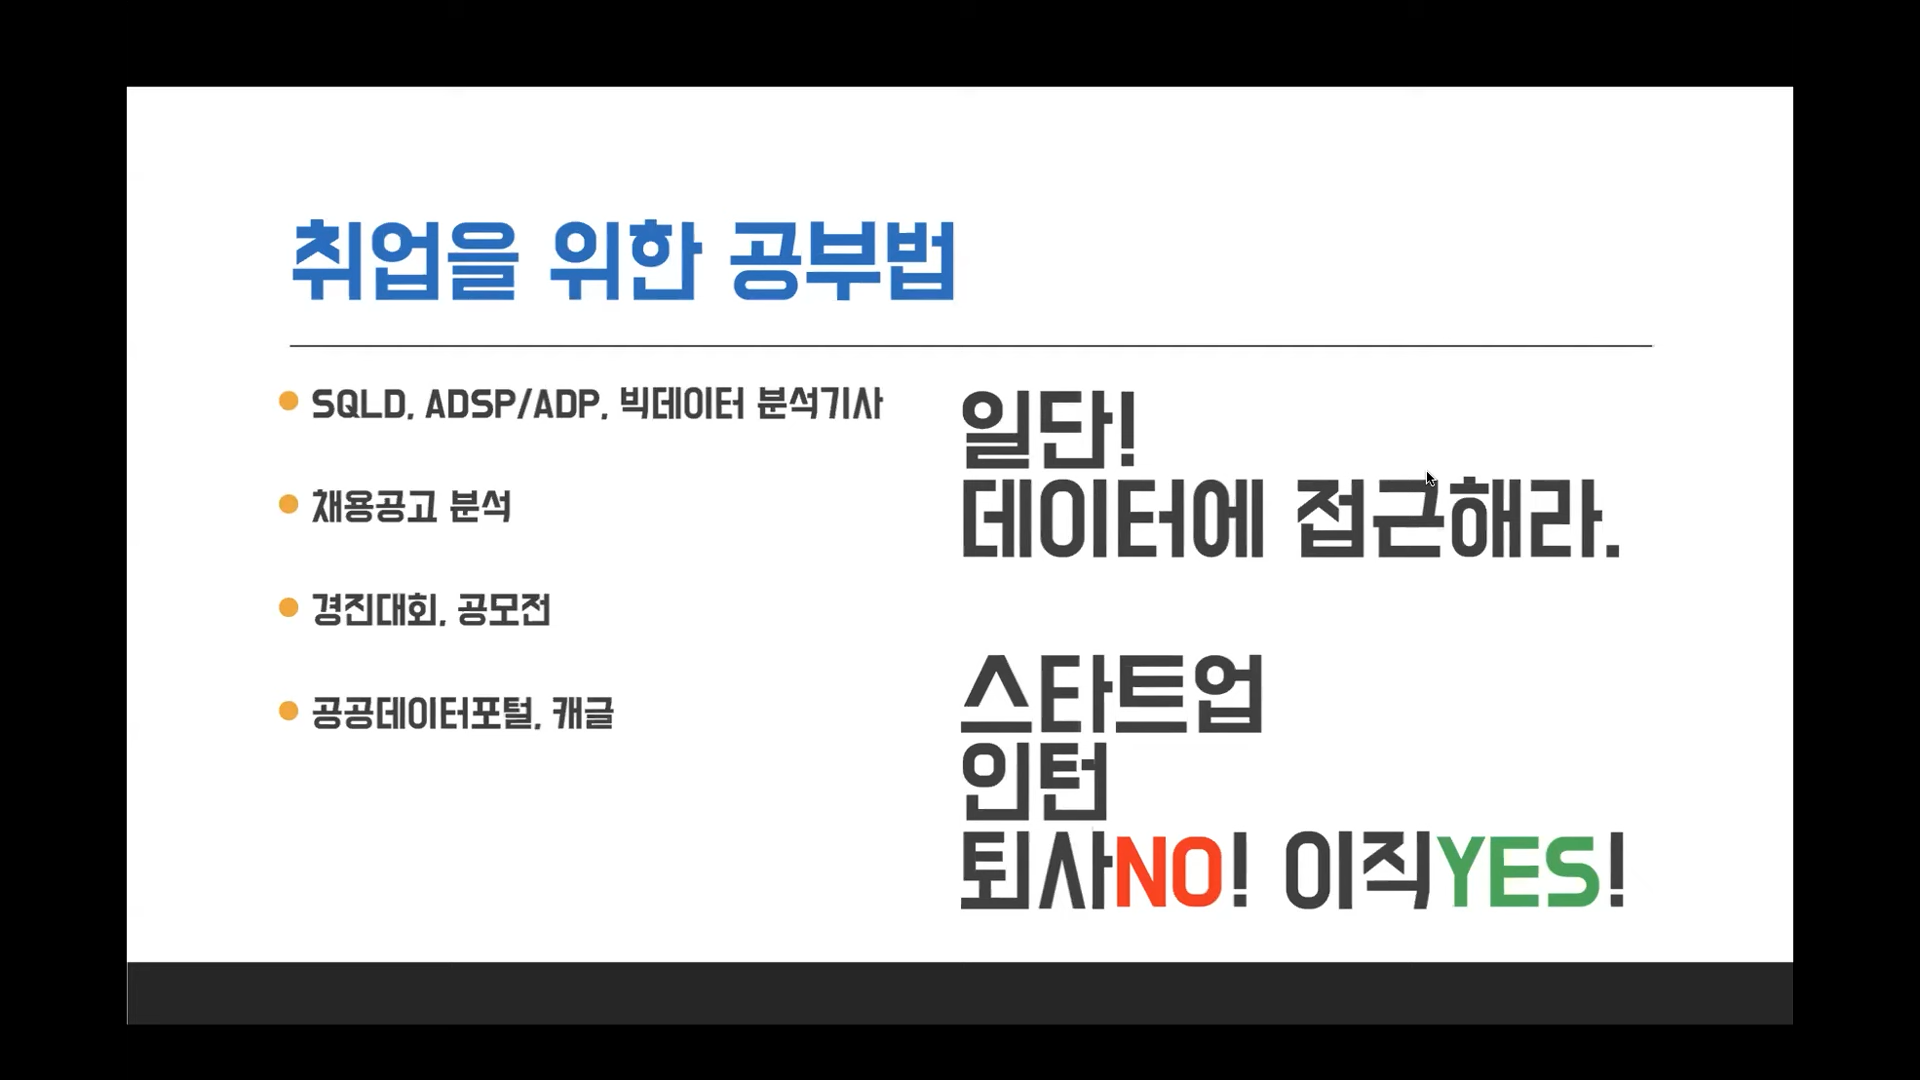 취업을 위한 공부법
SQLD, ADSP/ADP, 빅데이터 분석기사
채용공고 분석
경진대회, 공모전
공공데이터포털, 캐글
일단!
데이터에 접근해라.
스타트업
인턴
퇴사NO! 이직YES!